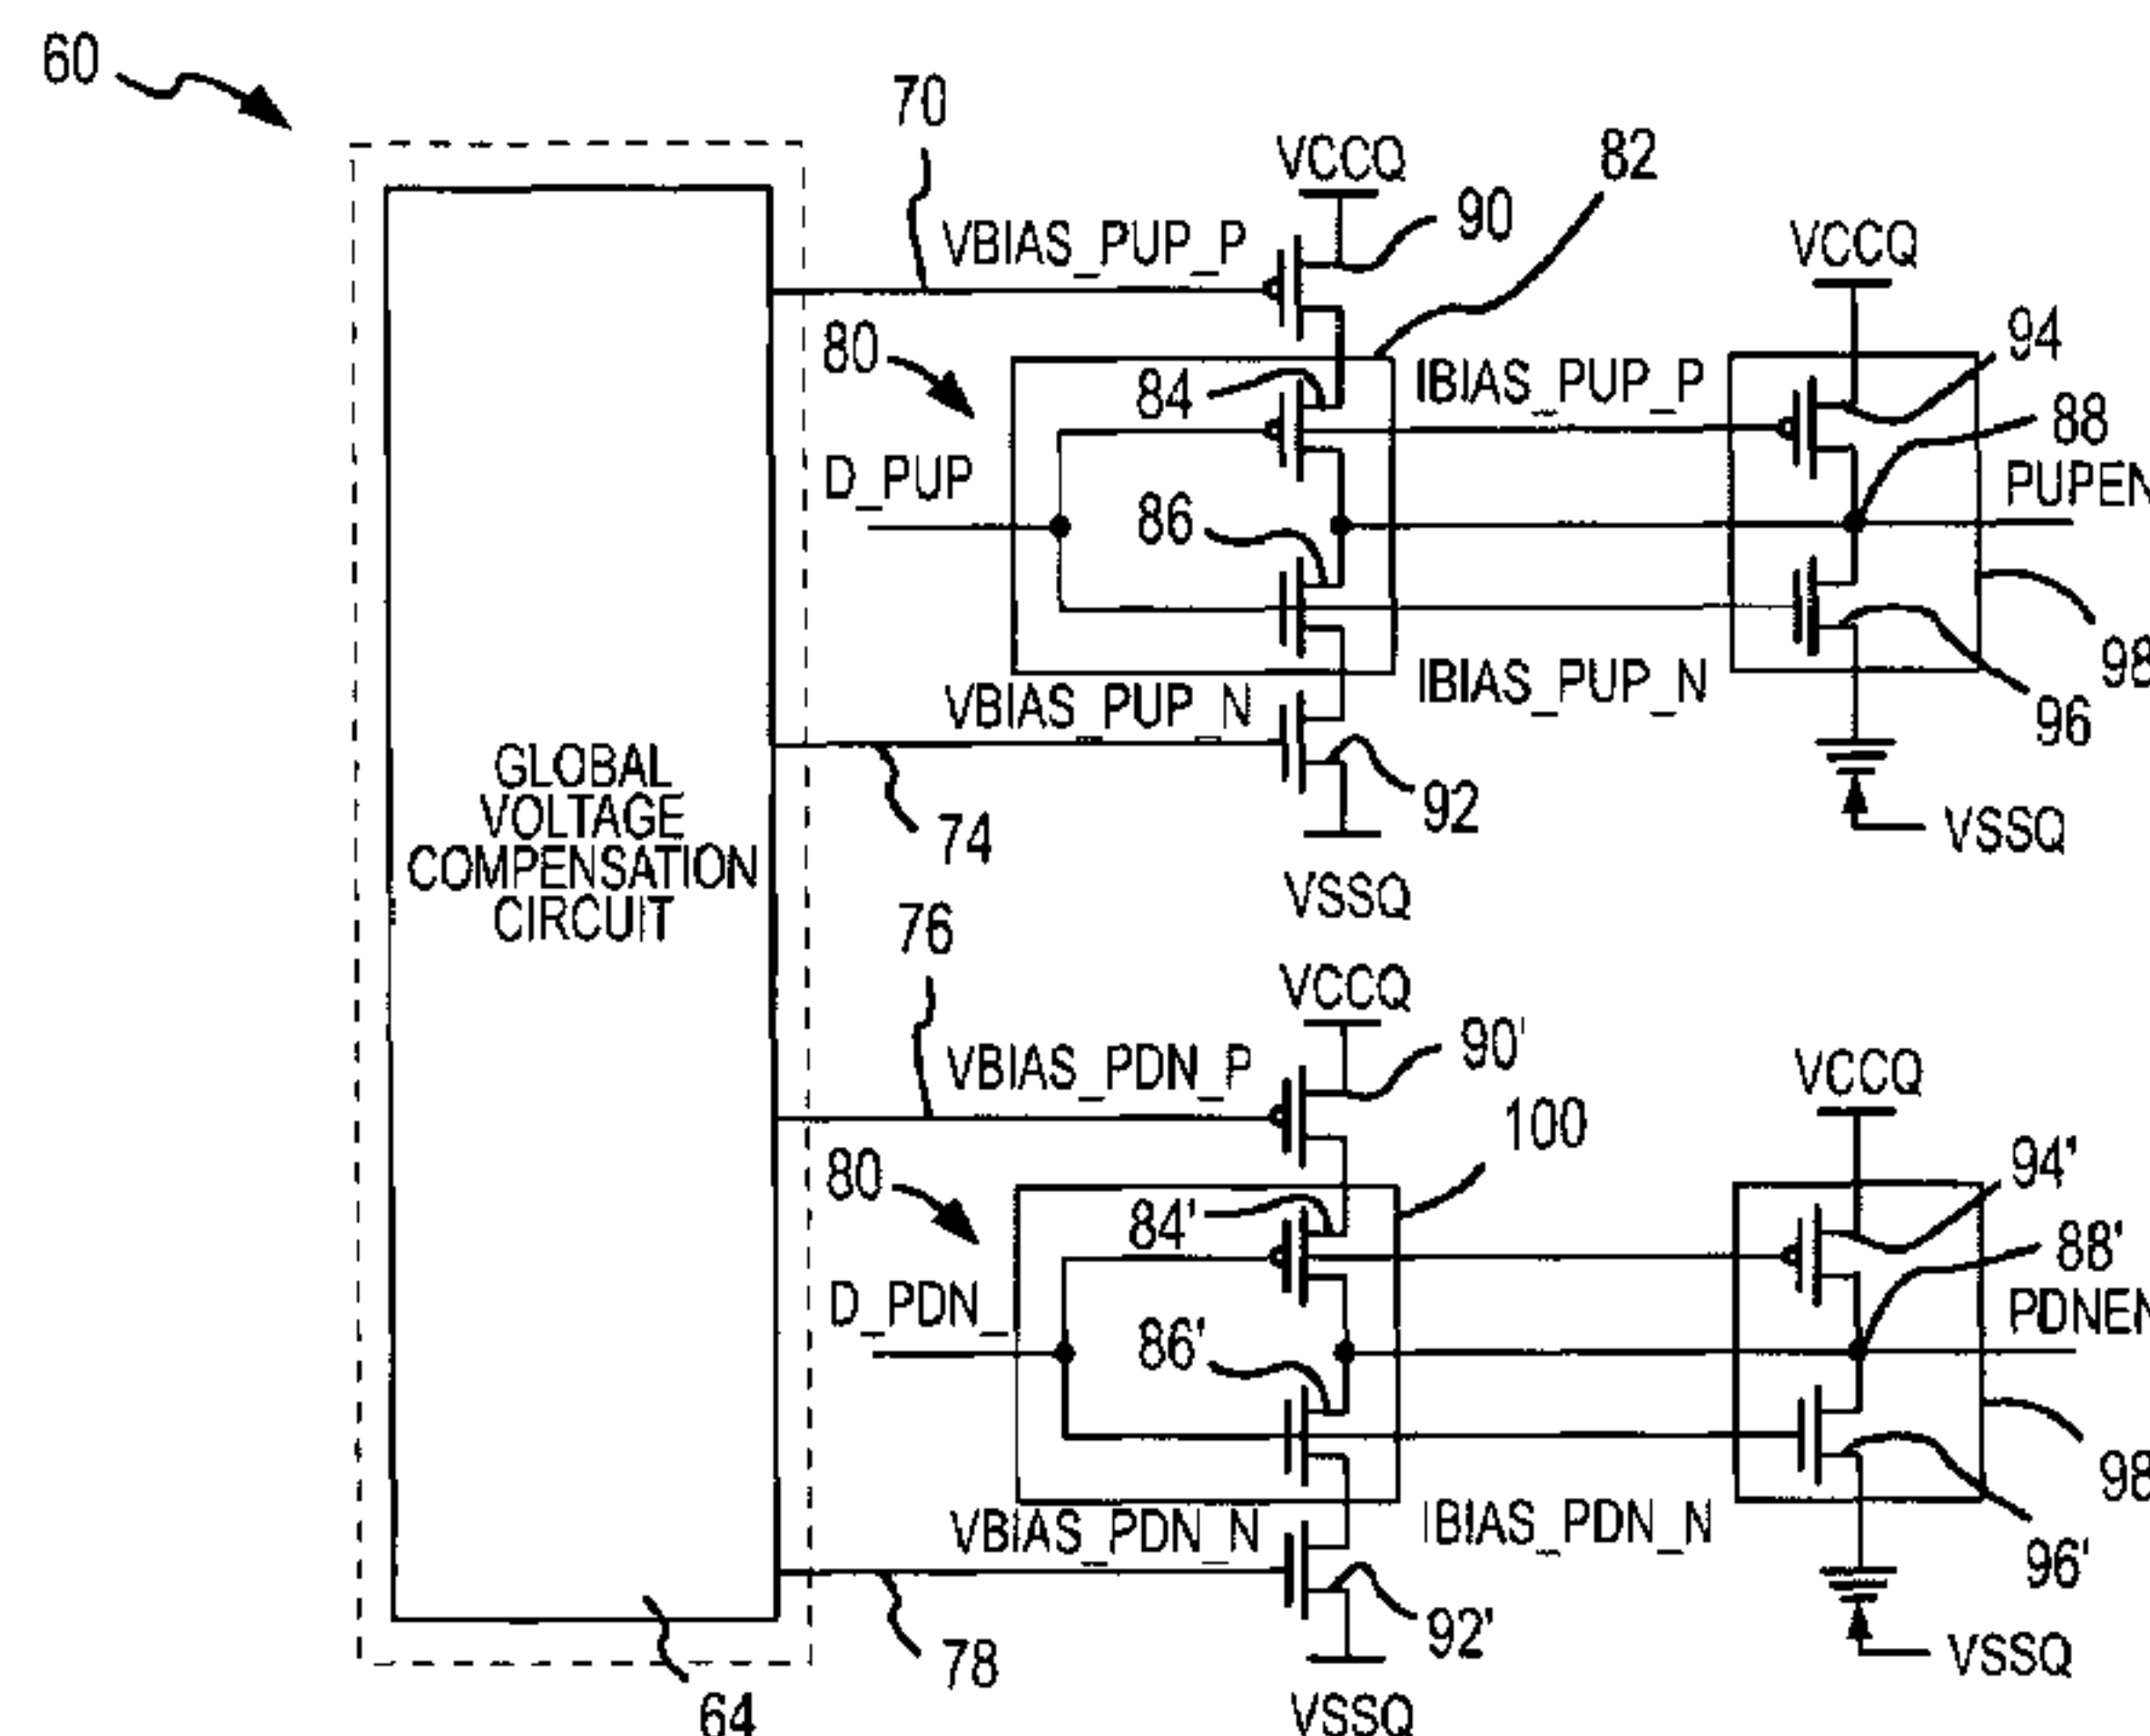 60
70
VCCQ
82
VBIAS_PUP_P
90
VCCQ
80
84
IBIAS_PUP_P
94
88
D_PUP
86
PUPEN
VBIAS_PUP_N
IBIAS_PUP_N
98
96
GLOBAL
VOLTAGE
COMPENSATION
CIRCUIT
74
92
VSSQ
VSSQ
76
VCCQ
VBIAS_PDN_P
90'
VCCQ
100
80
84'
94'
88'
D_PDN_
86'
PDNEN
VBIAS_PDN_N
IBIAS_PDN_N
98
96'
78
92'
VSSQ
64
VSSQ